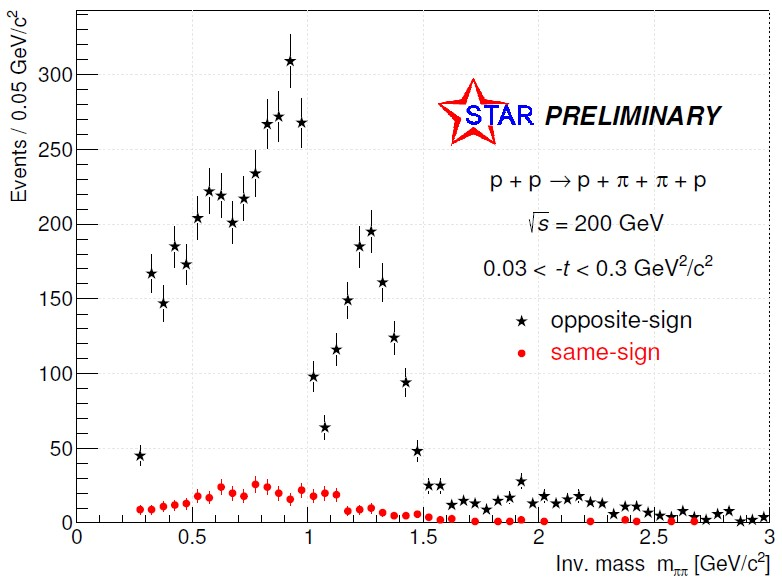 Events / 0.05 GeV/c²
300
250
200
150
100
50
0
STAR PRELIMINARY
p + p → p + π + π + p
√s = 200 GeV
0.03 < -t < 0.3 GeV²/c²
opposite-sign
same-sign
0 0.5 1 1.5 2 2.5 3
Inv. mass m_ππ [GeV/c²]